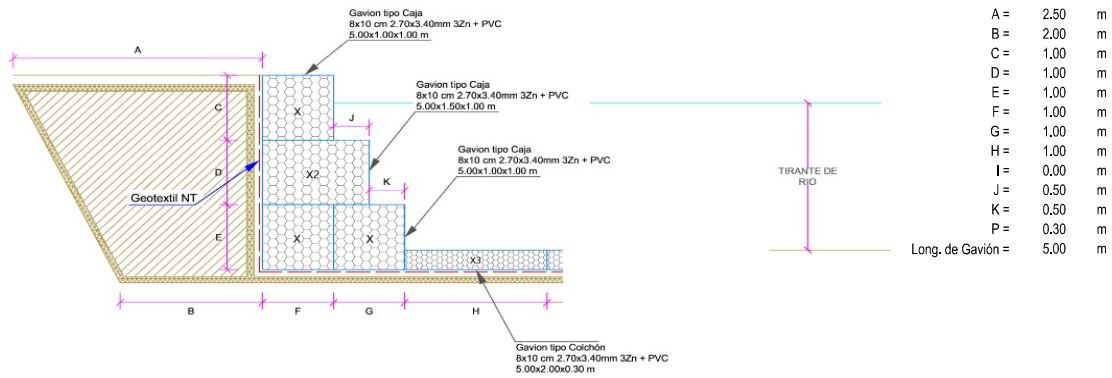 Gavion tipo Caja
8x10 cm 2.70x3.40mm 3Zn + PVC
5.00x1.00x1.00 m
A
Gavion tipo Caja
8x10 cm 2.70x3.40mm 3Zn + PVC
5.00x1.50x1.00 m
C
X
J
Gavion tipo Caja
8x10 cm 2.70x3.40mm 3Zn + PVC
5.00x1.00x1.00 m
D
X2
K
Geotextil NT
E
X
X
X3
B
F
G
H
Gavion tipo Colchón
8x10 cm 2.70x3.40mm 3Zn + PVC
5.00x2.00x0.30 m
TIRANTE DE
RIO
A = 2.50 m
B = 2.00 m
C = 1.00 m
D = 1.00 m
E = 1.00 m
F = 1.00 m
G = 1.00 m
H = 1.00 m
I = 0.00 m
J = 0.50 m
K = 0.50 m
P = 0.30 m
Long. de Gavión = 5.00 m